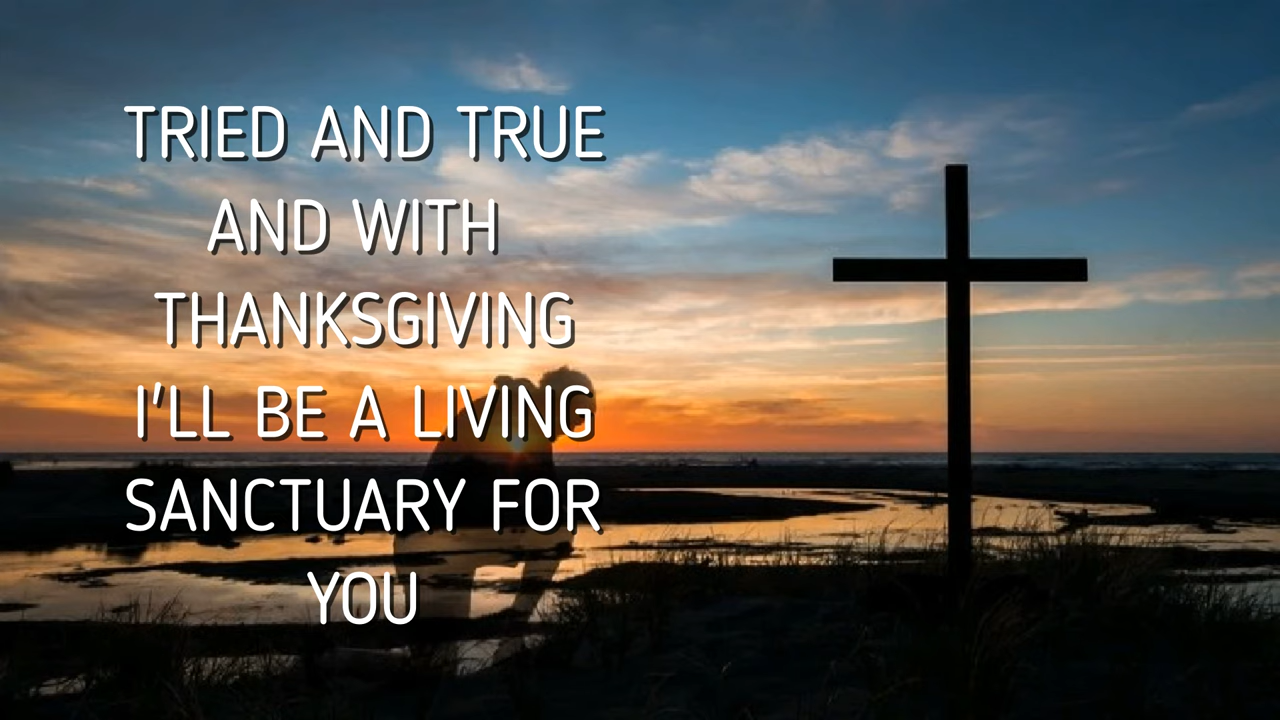 TRIED AND TRUE
AND WITH
THANKSGIVING
I'LL BE A LIVING
SANCTUARY FOR
YOU